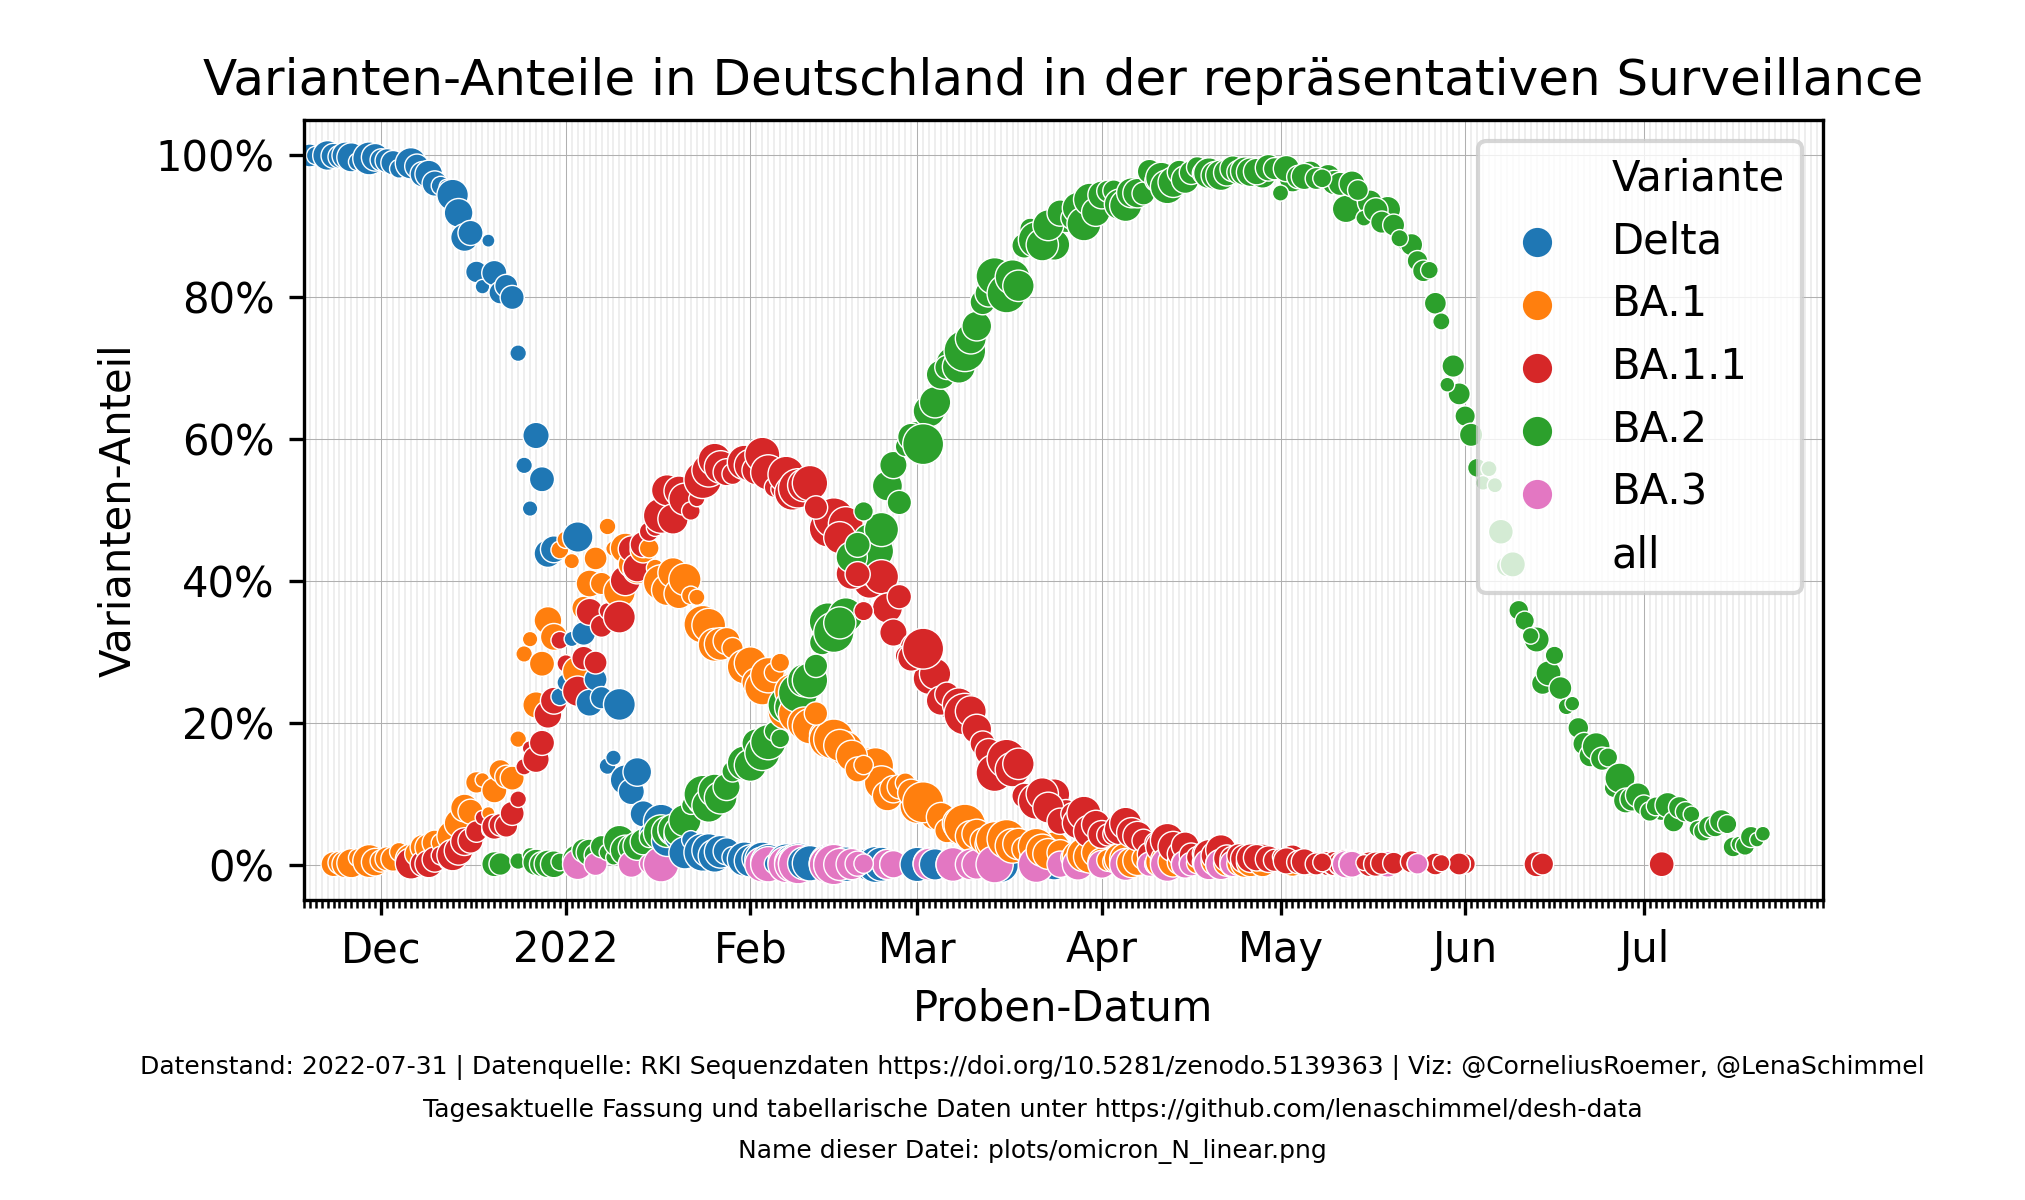 Varianten-Anteile in Deutschland in der repräsentativen Surveillance
100%
80%
60%
40%
20%
0%
Varianten-Anteil
Variante
Delta
BA.1
BA.1.1
BA.2
BA.3
all
Dec 2022 Feb Mar Apr May Jun Jul
Proben-Datum
Datenstand: 2022-07-31 | Datenquelle: RKI Sequenzdaten https://doi.org/10.5281/zenodo.5139363 | Viz: @CorneliusRoemer, @LenaSchimmel
Tagesaktuelle Fassung und tabellarische Daten unter https://github.com/lenaschimmel/desh-data
Name dieser Datei: plots/omicron_N_linear.png